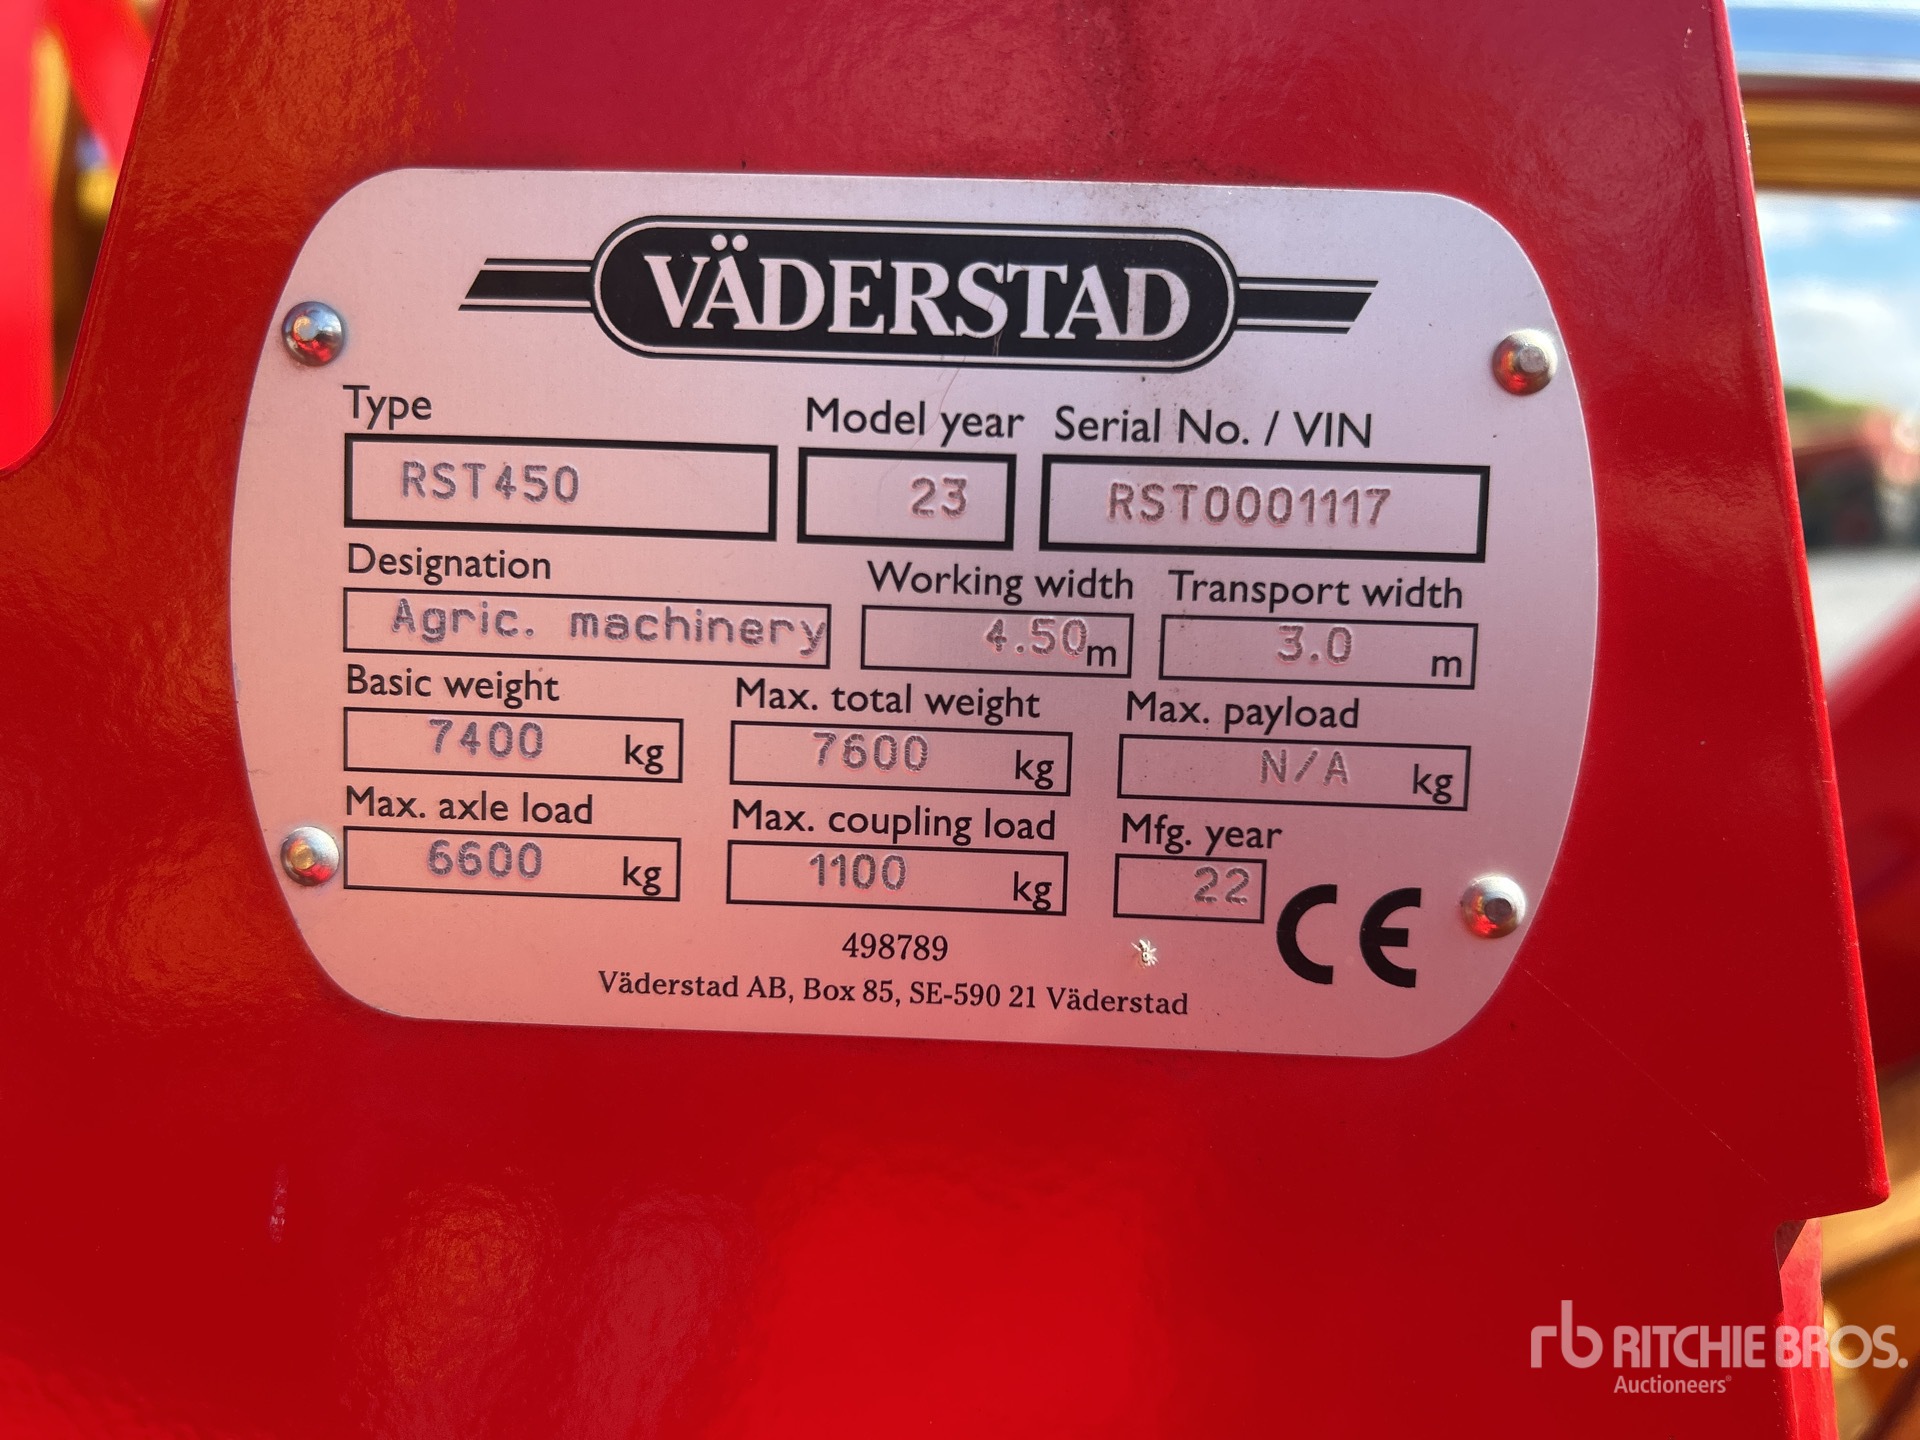 VÄDERSTAD
Type Model year Serial No. / VIN
RST450 23 RST0001117
Designation Working width Transport width
Agric. machinery 4.50 m 3.0 m
Basic weight Max. total weight Max. payload
7400 kg 7600 kg N/A kg
Max. axle load Max. coupling load Mfg. year
6600 kg 1100 kg 22
CE
498789
Väderstad AB, Box 85, SE-590 21 Väderstad
rb RITCHIE BROS.
Auctioneers